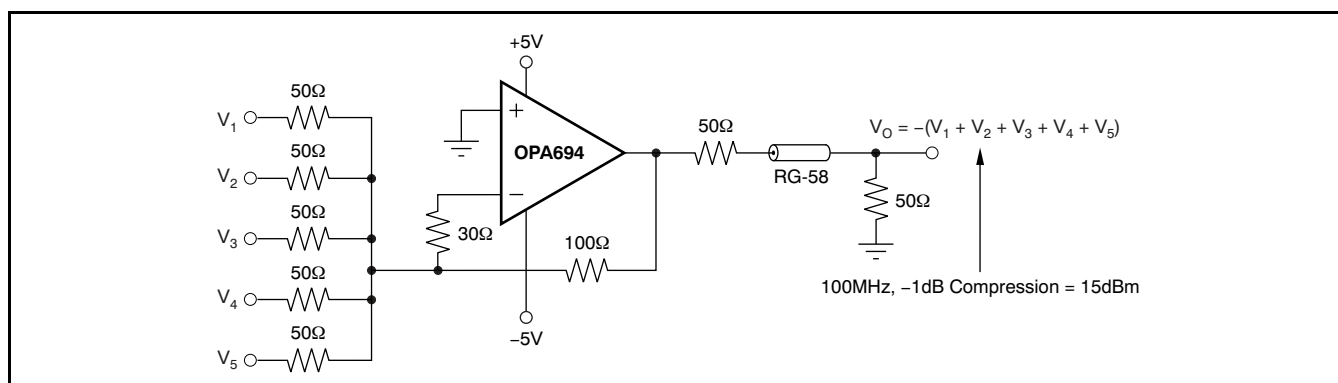 +5V
50Ω
V1
50Ω
V2
50Ω
V3
50Ω
V4
50Ω
V5
+
OPA694
−
30Ω
100Ω
−5V
50Ω
RG-58
VO = −(V1 + V2 + V3 + V4 + V5)
50Ω
100MHz, −1dB Compression = 15dBm